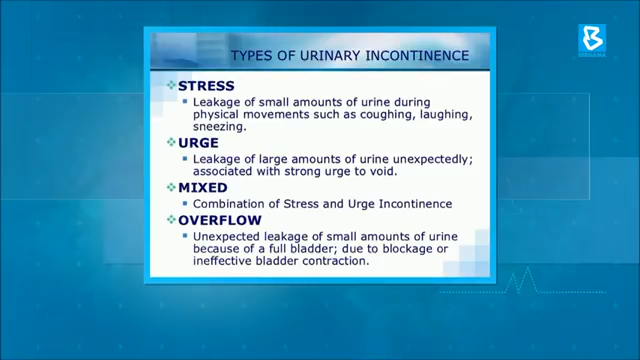 B
TYPES OF URINARY INCONTINENCE
STRESS
Leakage of small amounts of urine during
physical movements such as coughing, laughing,
sneezing.
URGE
Leakage of large amounts of urine unexpectedly;
associated with strong urge to void.
MIXED
Combination of Stress and Urge Incontinence
OVERFLOW
Unexpected leakage of small amounts of urine
because of a full bladder; due to blockage or
ineffective bladder contraction.